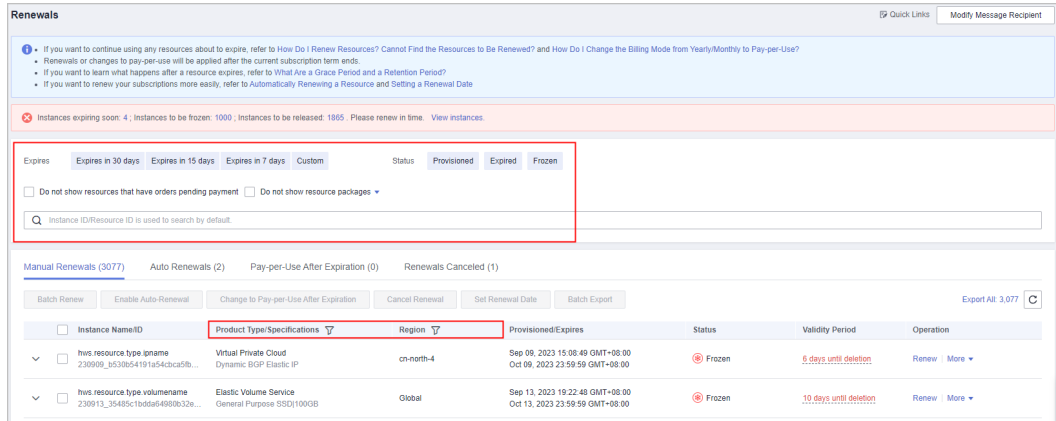 Renewals
Quick Links
Modify Message Recipient
If you want to continue using any resources about to expire, refer to How Do I Renew Resources? Cannot Find the Resources to Be Renewed? and How Do I Change the Billing Mode from Yearly/Monthly to Pay-per-Use?
Renewals or changes to pay-per-use will be applied after the current subscription term ends.
If you want to learn what happens after a resource expires, refer to What Are a Grace Period and a Retention Period?
If you want to renew your subscriptions more easily, refer to Automatically Renewing a Resource and Setting a Renewal Date
Instances expiring soon: 4 ; Instances to be frozen: 1000 ; Instances to be released: 1865 . Please renew in time. View instances.
Expires Expires in 30 days Expires in 15 days Expires in 7 days Custom Status Provisioned Expired Frozen
Do not show resources that have orders pending payment Do not show resource packages
Instance ID/Resource ID is used to search by default.
Manual Renewals (3077) Auto Renewals (2) Pay-per-Use After Expiration (0) Renewals Canceled (1)
Batch Renew Enable Auto-Renewal Change to Pay-per-Use After Expiration Cancel Renewal Set Renewal Date Batch Export Export All: 3,077
Instance Name/ID Product Type/Specifications Region Provisioned/Expires Status Validity Period Operation
hws.resource.type.ipname Virtual Private Cloud cn-north-4 Sep 09, 2023 15:08:49 GMT+08:00 Frozen 6 days until deletion Renew More
230909_b530b54191a54cbca5fb... Dynamic BGP Elastic IP Oct 09, 2023 23:59:59 GMT+08:00
hws.resource.type.volumename Elastic Volume Service Global Sep 13, 2023 19:22:48 GMT+08:00 Frozen 10 days until deletion Renew More
230913_35485c1bdda64980b32e... General Purpose SSD|100GB Oct 13, 2023 23:59:59 GMT+08:00